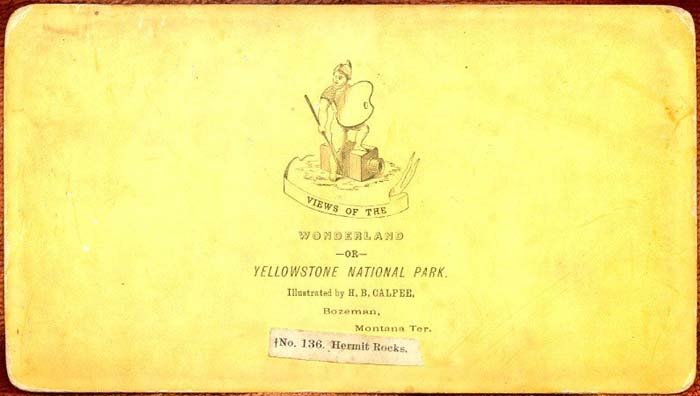 VIEWS OF THE
WONDERLAND
—OR—
YELLOWSTONE NATIONAL PARK.
Illustrated by H. B. CALFEE,
Bozeman,
Montana Ter.
†No. 136. Hermit Rocks.